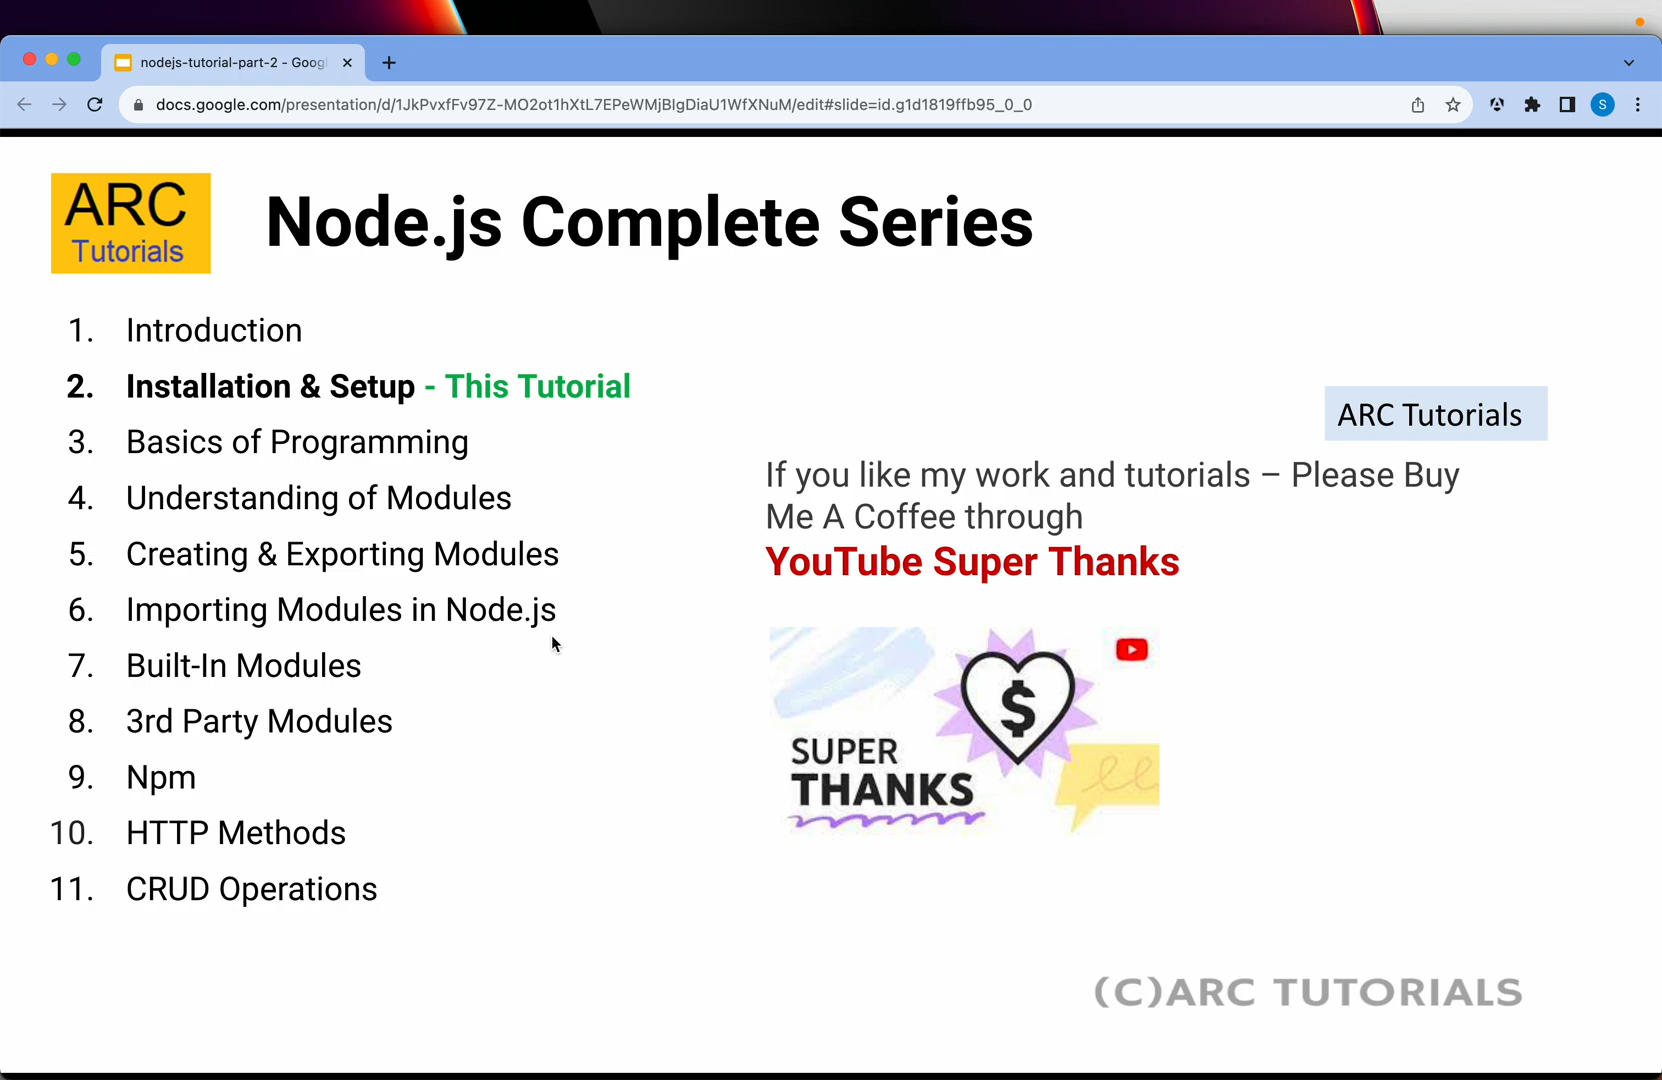 nodejs-tutorial-part-2 - Goog
docs.google.com/presentation/d/1JkPvxfFv97Z-MO2ot1hXtL7EPeWMjBIgDiaU1WfXNuM/edit#slide=id.g1d1819ffb95_0_0
S
ARC
Tutorials
Node.js Complete Series
1. Introduction
2. Installation & Setup - This Tutorial
3. Basics of Programming
4. Understanding of Modules
5. Creating & Exporting Modules
6. Importing Modules in Node.js
7. Built-In Modules
8. 3rd Party Modules
9. Npm
10. HTTP Methods
11. CRUD Operations
ARC Tutorials
If you like my work and tutorials – Please Buy
Me A Coffee through
YouTube Super Thanks
$
SUPER
THANKS
(C)ARC TUTORIALS